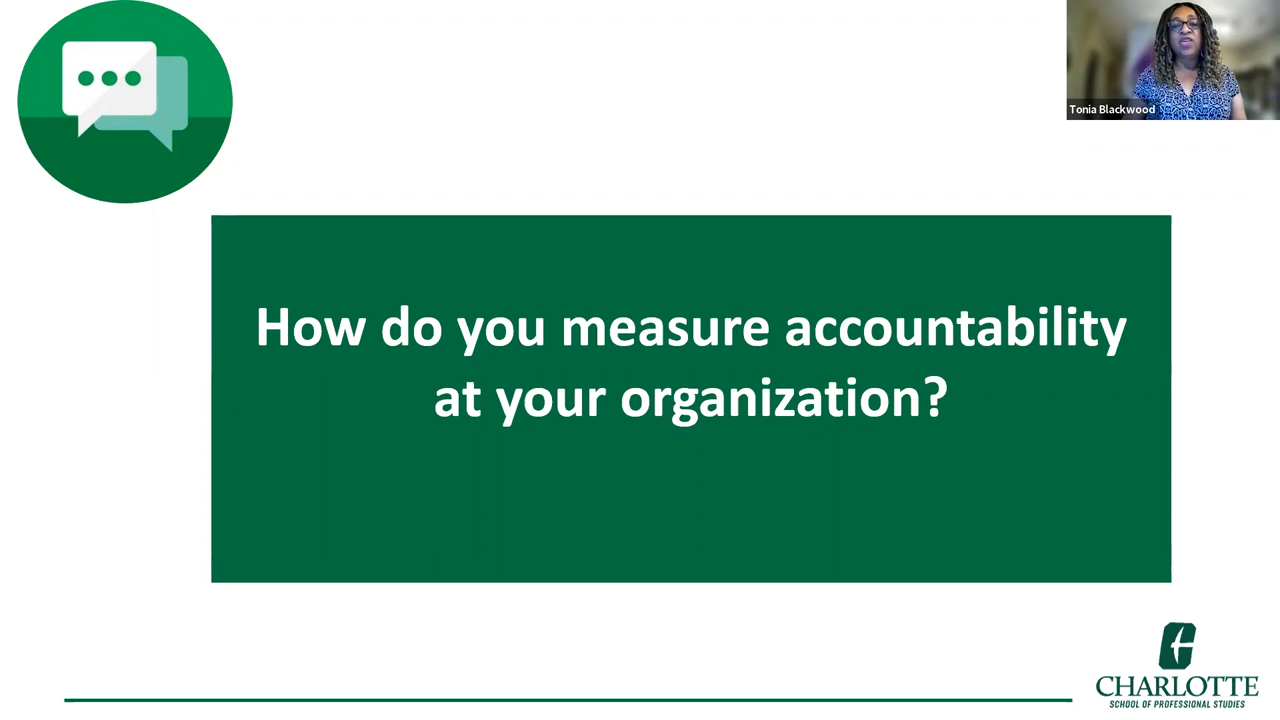 Tonia Blackwood
How do you measure accountability
at your organization?
CHARLOTTE
SCHOOL OF PROFESSIONAL STUDIES